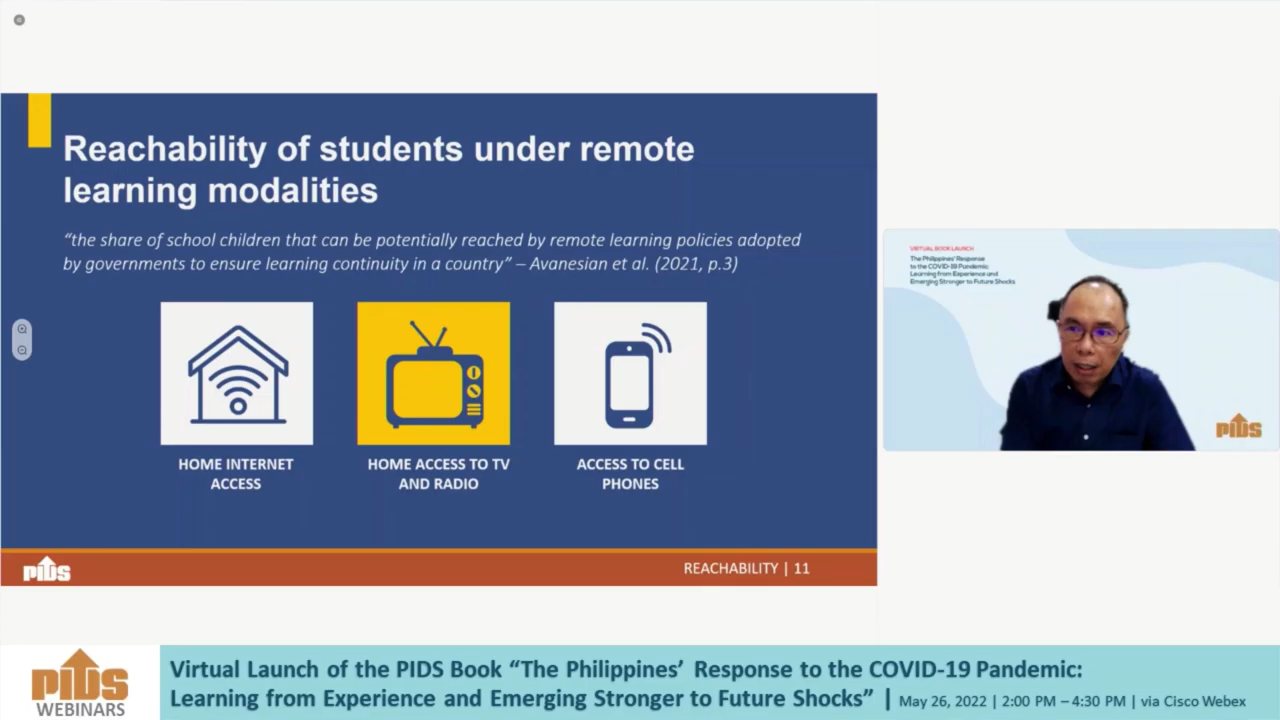 Reachability of students under remote
learning modalities
“the share of school children that can be potentially reached by remote learning policies adopted
by governments to ensure learning continuity in a country” – Avanesian et al. (2021, p.3)
HOME INTERNET
ACCESS
HOME ACCESS TO TV
AND RADIO
ACCESS TO CELL
PHONES
PIDS
REACHABILITY | 11
VIRTUAL BOOK LAUNCH
The Philippines' Response
to the COVID-19 Pandemic:
Learning from Experience and
Emerging Stronger to Future Shocks
PIDS
PIDS
WEBINARS
Virtual Launch of the PIDS Book “The Philippines’ Response to the COVID-19 Pandemic:
Learning from Experience and Emerging Stronger to Future Shocks” | May 26, 2022 | 2:00 PM – 4:30 PM | via Cisco Webex